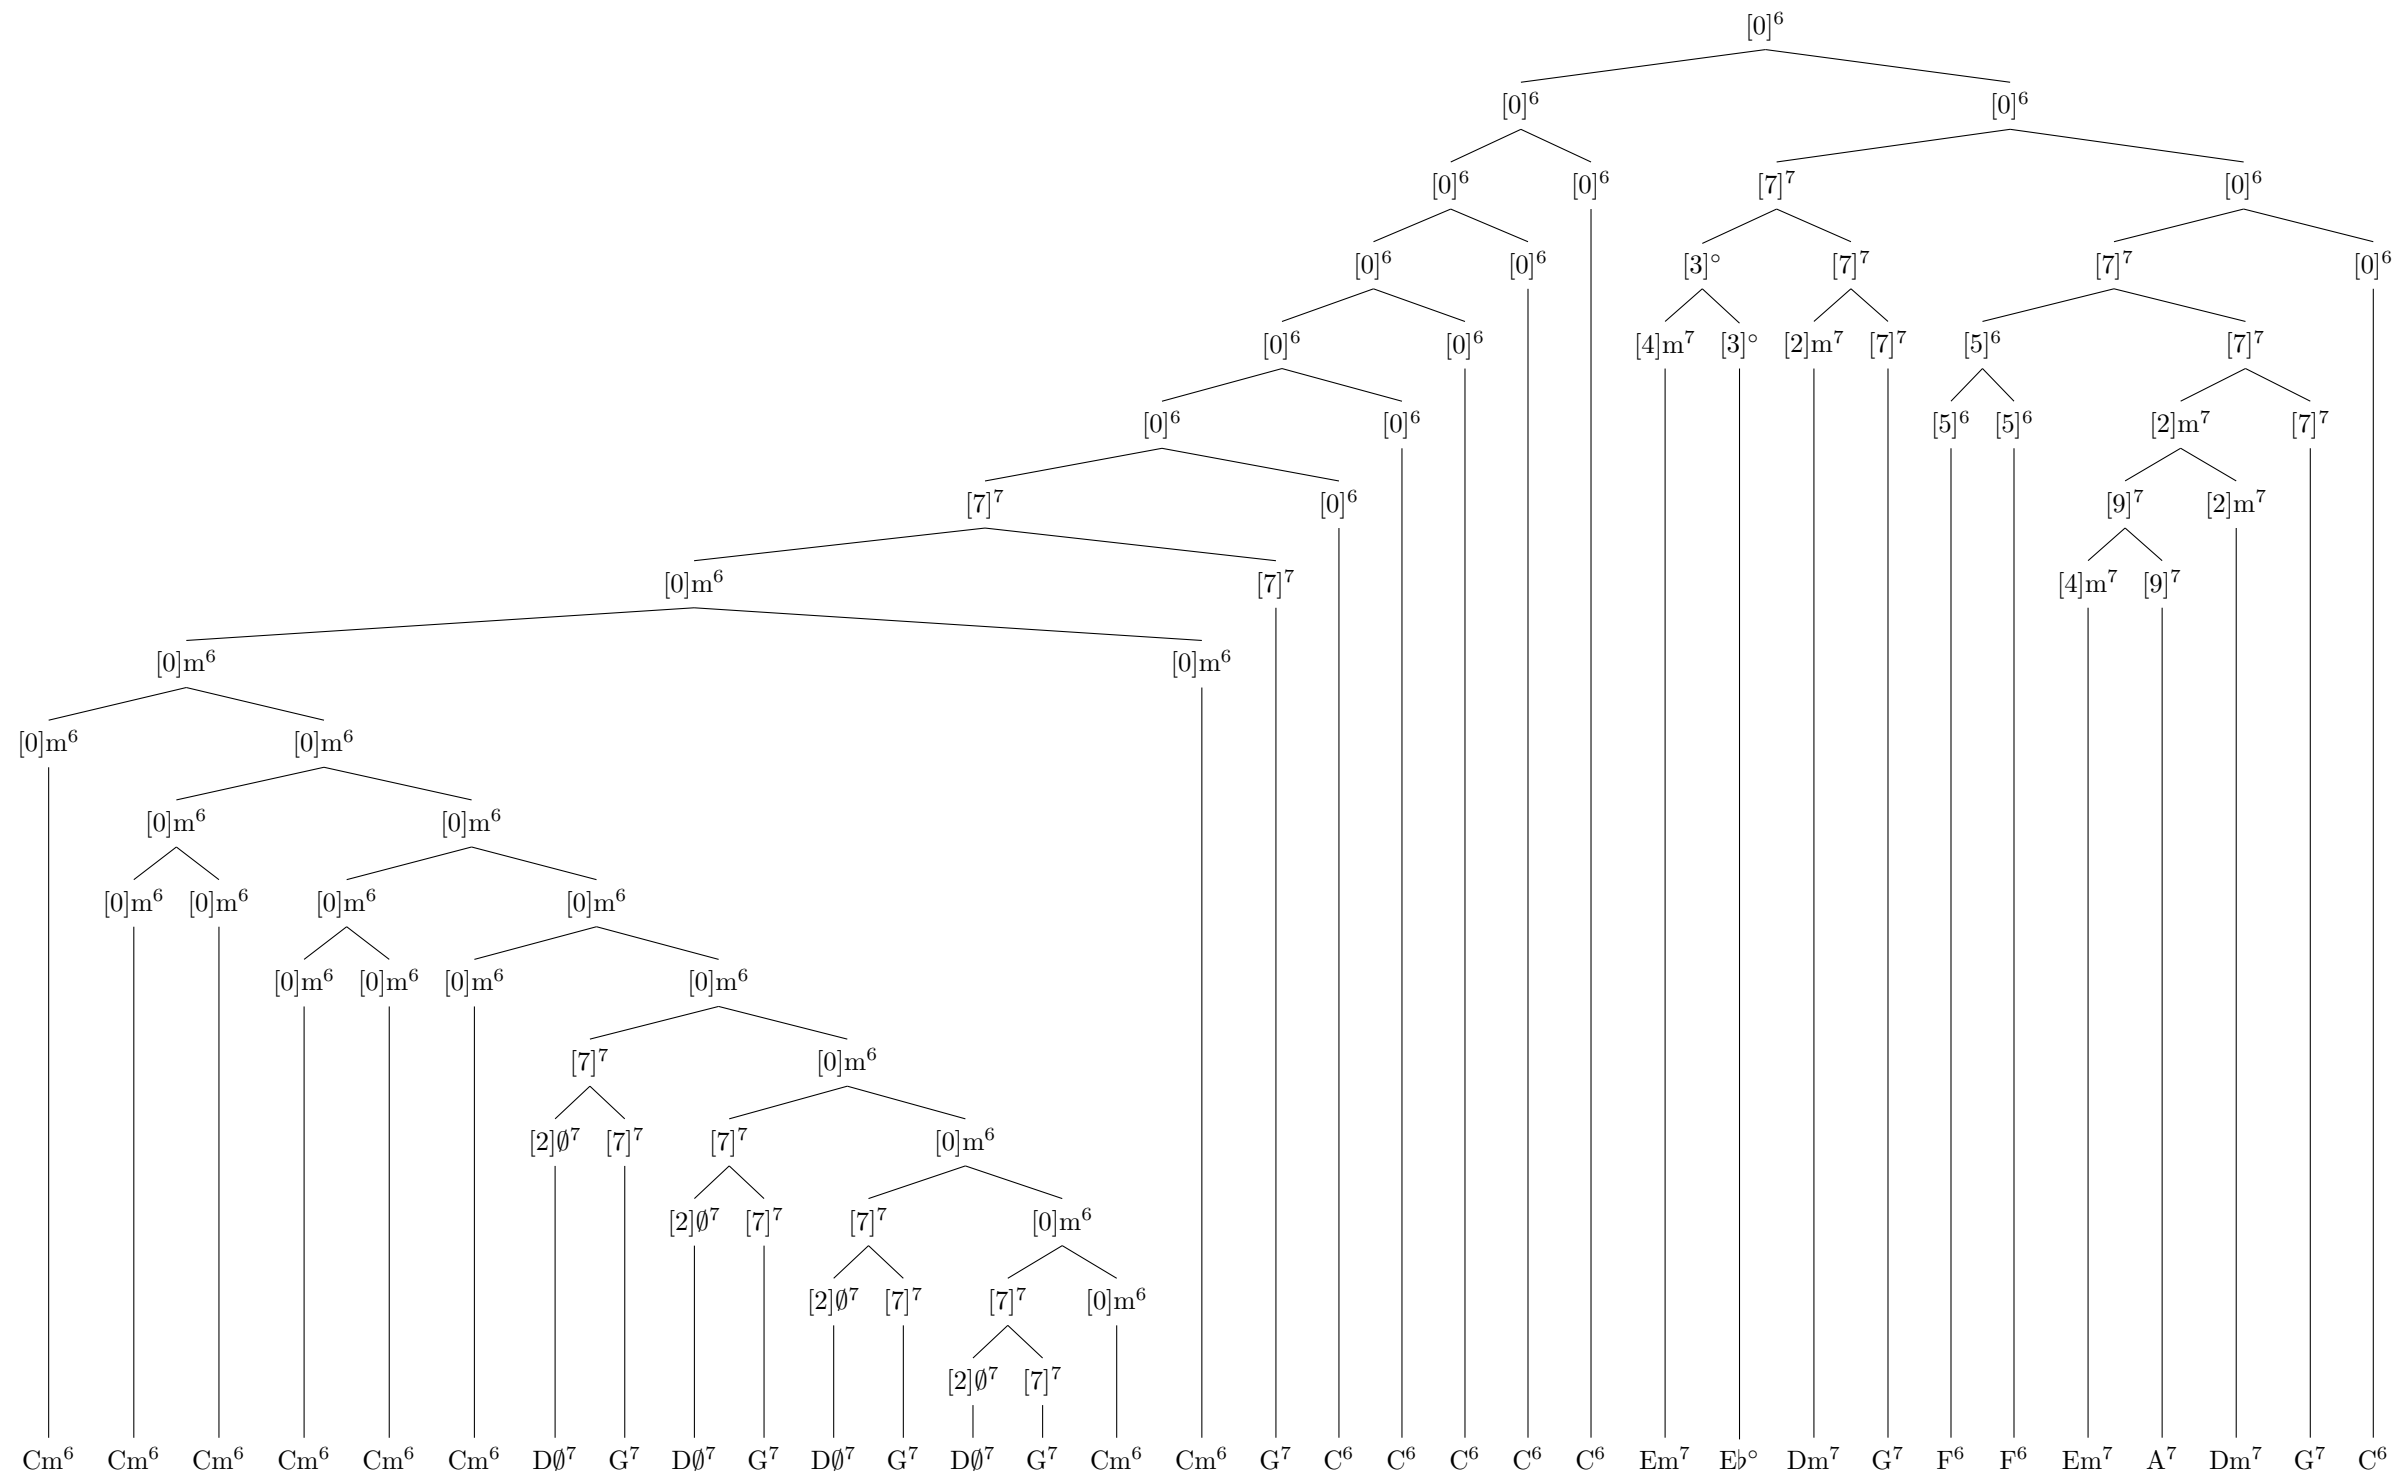 [0]⁶
[0]⁶ [0]⁶
[0]⁶ [0]⁶ [7]⁷ [0]⁶
[0]⁶ [0]⁶ [3]° [7]⁷ [7]⁷ [0]⁶
[0]⁶ [0]⁶ [4]m⁷ [3]° [2]m⁷ [7]⁷ [5]⁶ [7]⁷
[0]⁶ [0]⁶ [5]⁶ [5]⁶ [2]m⁷ [7]⁷
[7]⁷ [0]⁶ [9]⁷ [2]m⁷
[0]m⁶ [7]⁷ [4]m⁷ [9]⁷
[0]m⁶ [0]m⁶
[0]m⁶ [0]m⁶
[0]m⁶ [0]m⁶
[0]m⁶ [0]m⁶ [0]m⁶ [0]m⁶
[0]m⁶ [0]m⁶ [0]m⁶ [0]m⁶
[7]⁷ [0]m⁶
[2]∅⁷ [7]⁷ [7]⁷ [0]m⁶
[2]∅⁷ [7]⁷ [7]⁷ [0]m⁶
[2]∅⁷ [7]⁷ [7]⁷ [0]m⁶
[2]∅⁷ [7]⁷
Cm⁶ Cm⁶ Cm⁶ Cm⁶ Cm⁶ Cm⁶ D∅⁷ G⁷ D∅⁷ G⁷ D∅⁷ G⁷ D∅⁷ G⁷ Cm⁶ Cm⁶ G⁷ C⁶ C⁶ C⁶ C⁶ C⁶ Em⁷ E♭° Dm⁷ G⁷ F⁶ F⁶ Em⁷ A⁷ Dm⁷ G⁷ C⁶